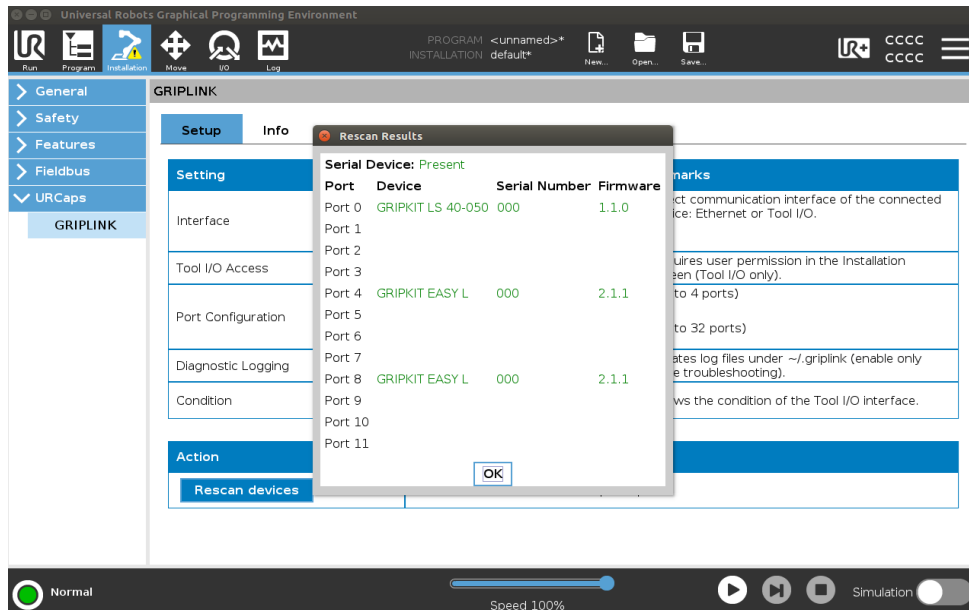 Universal Robots Graphical Programming Environment
PROGRAM <unnamed>*
INSTALLATION default*
Run
Program
Installation
Move
I/O
Log
New...
Open...
Save...
UR+
CCCC
CCCC
General
Safety
Features
Fieldbus
URCaps
GRIPLINK
GRIPLINK
Setup Info
Rescan Results
Serial Device: Present
Port Device Serial Number Firmware
Port 0 GRIPKIT LS 40-050 000 1.1.0
Port 1
Port 2
Port 3
Port 4 GRIPKIT EASY L 000 2.1.1
Port 5
Port 6
Port 7
Port 8 GRIPKIT EASY L 000 2.1.1
Port 9
Port 10
Port 11
OK
Setting
Interface
communication interface of the connected
Ethernet or Tool I/O.
Tool I/O Access
user permission in the Installation
(Tool I/O only).
Port Configuration
to 4 ports)
to 32 ports)
Diagnostic Logging
log files under ~/.griplink (enable only
troubleshooting).
Condition
the condition of the Tool I/O interface.
Action
Rescan devices
Normal
Speed 100%
Simulation